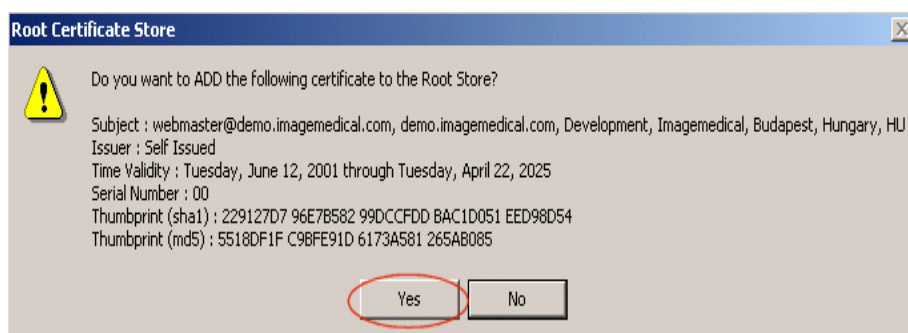 Root Certificate Store
Do you want to ADD the following certificate to the Root Store?
Subject : webmaster@demo.imagemedical.com, demo.imagemedical.com, Development, Imagemedical, Budapest, Hungary, HU
Issuer : Self Issued
Time Validity : Tuesday, June 12, 2001 through Tuesday, April 22, 2025
Serial Number : 00
Thumbprint (sha1) : 229127D7 96E7B582 99DCCFDD BAC1D051 EED98D54
Thumbprint (md5) : 5518DF1F C9BFE91D 6173A581 265AB085
Yes No